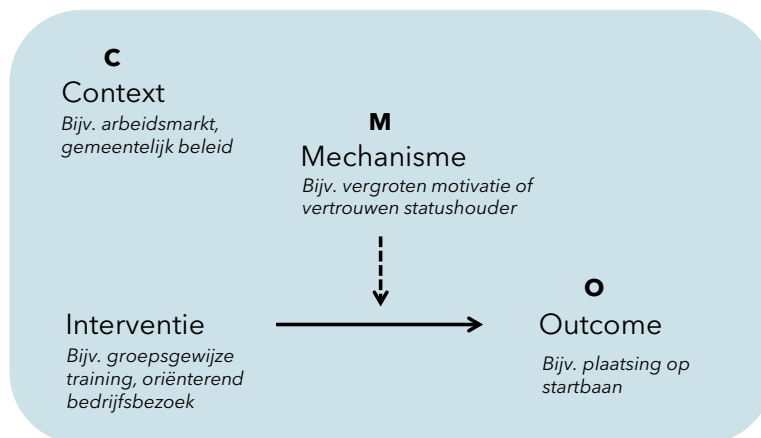 C
Context
Bijv. arbeidsmarkt,
gemeentelijk beleid
M
Mechanisme
Bijv. vergroten motivatie of
vertrouwen statushouder
Interventie
Bijv. groepsgewijze
training, oriënterend
bedrijfsbezoek
O
Outcome
Bijv. plaatsing op
startbaan